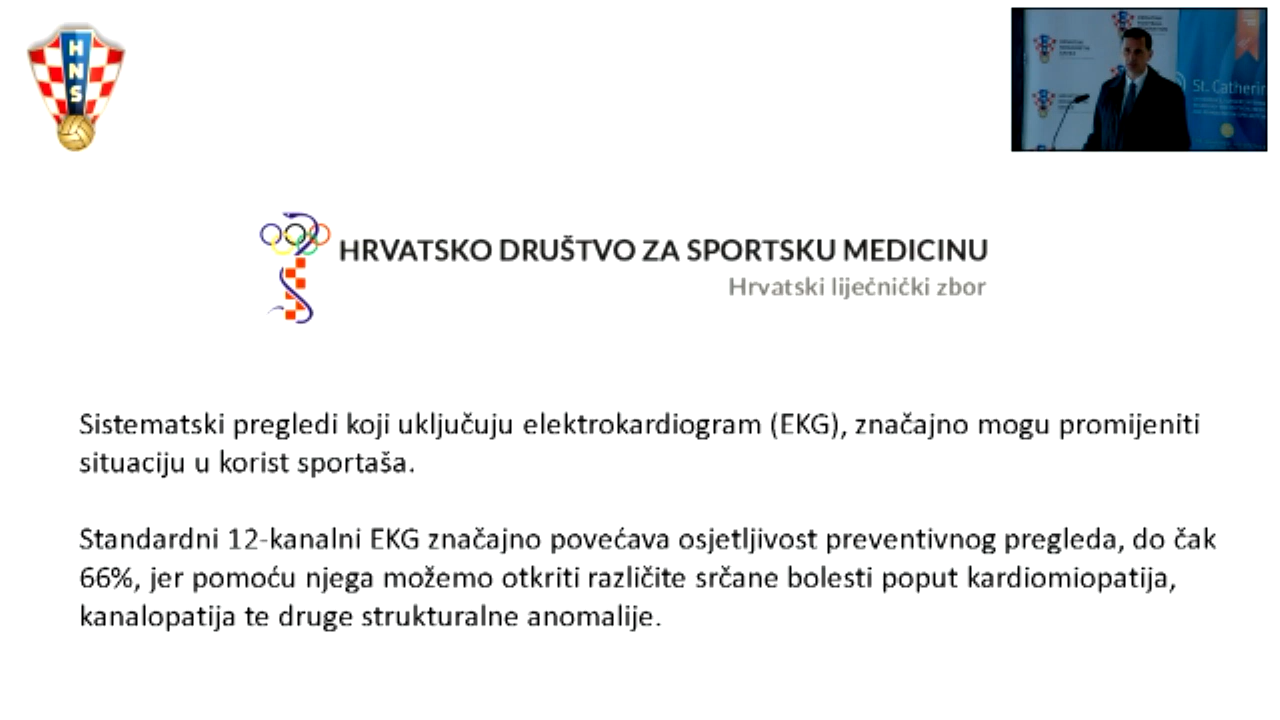 HNS
St. Catherin
HRVATSKO DRUŠTVO ZA SPORTSKU MEDICINU
Hrvatski liječnički zbor
Sistematski pregledi koji uključuju elektrokardiogram (EKG), značajno mogu promijeniti
situaciju u korist sportaša.
Standardni 12-kanalni EKG značajno povećava osjetljivost preventivnog pregleda, do čak
66%, jer pomoću njega možemo otkriti različite srčane bolesti poput kardiomiopatija,
kanalopatija te druge strukturalne anomalije.